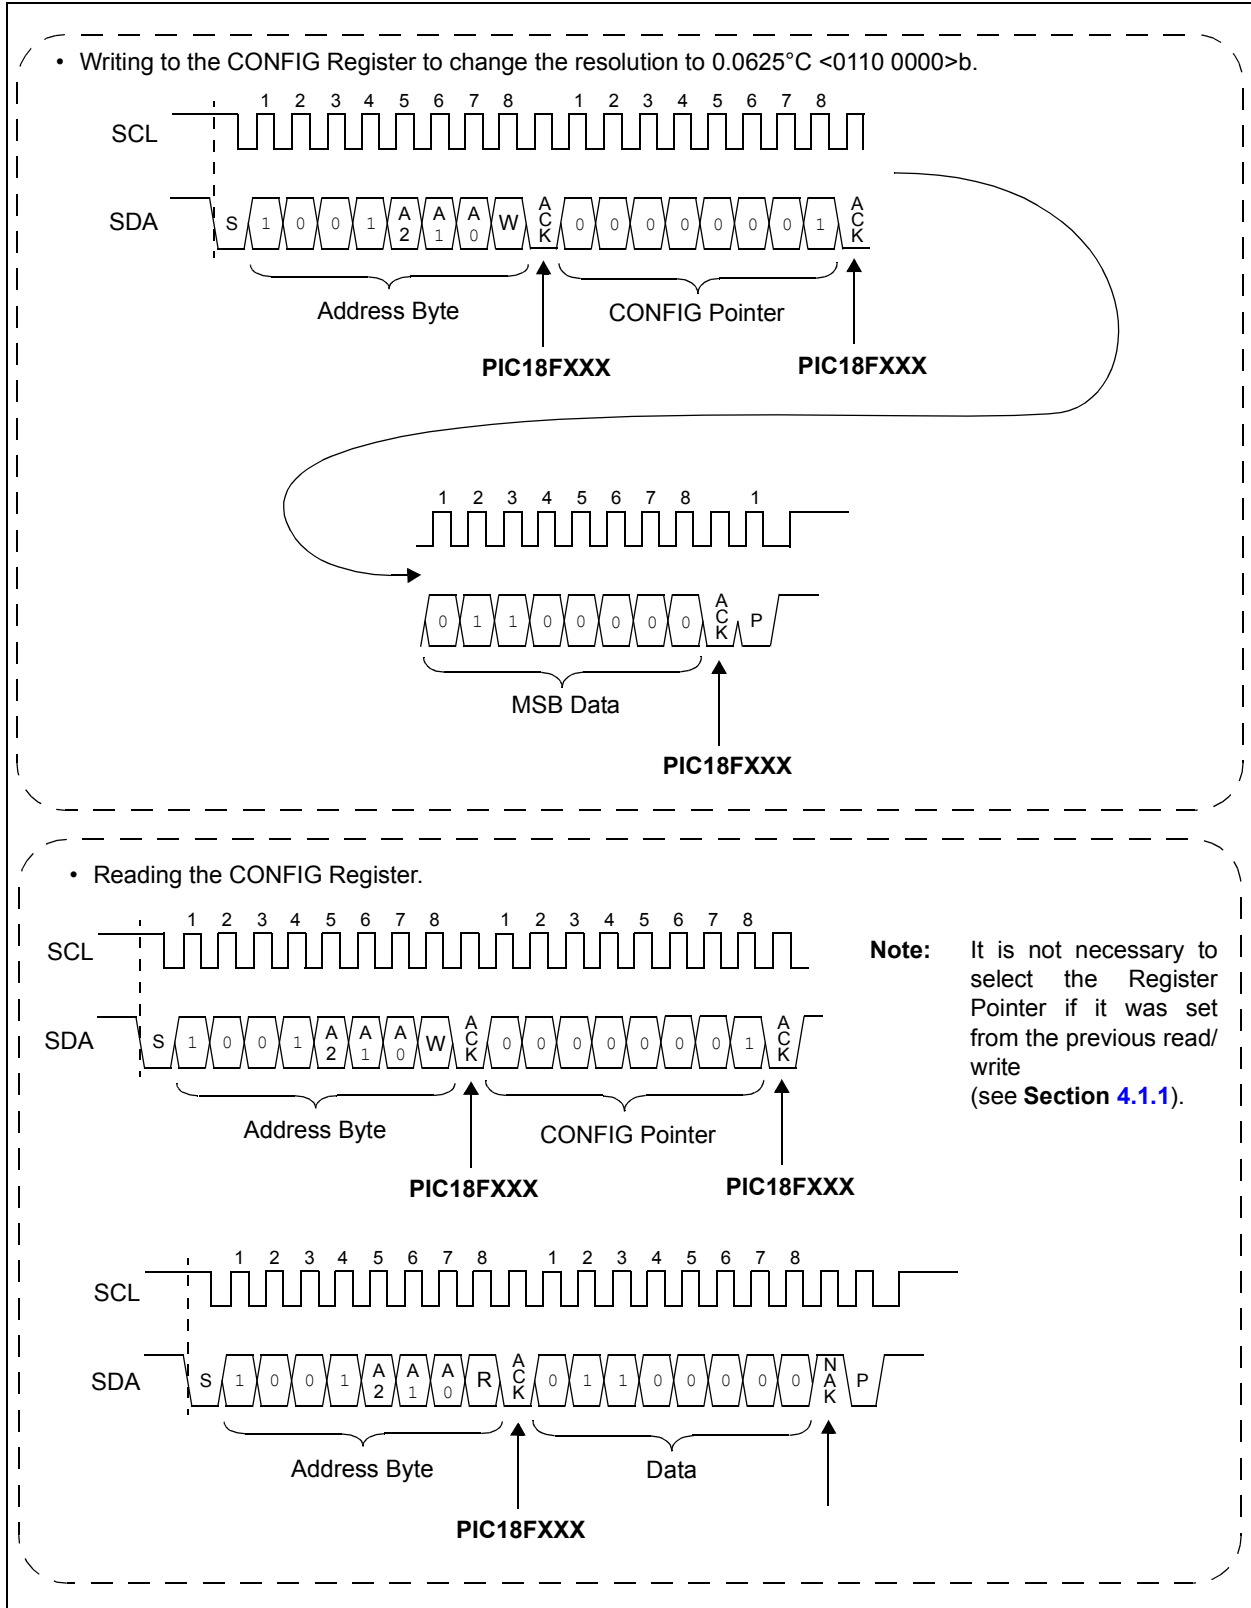 • Writing to the CONFIG Register to change the resolution to 0.0625°C <0110 0000>b.
1 2 3 4 5 6 7 8 1 2 3 4 5 6 7 8
SCL
SDA S 1 0 0 1 A2 A1 A0 W ACK 0 0 0 0 0 0 0 1 ACK
Address Byte CONFIG Pointer
PIC18FXXX PIC18FXXX
1 2 3 4 5 6 7 8 1
0 1 1 0 0 0 0 0 ACK P
MSB Data
PIC18FXXX
• Reading the CONFIG Register.
1 2 3 4 5 6 7 8 1 2 3 4 5 6 7 8
SCL
SDA S 1 0 0 1 A2 A1 A0 W ACK 0 0 0 0 0 0 0 1 ACK
Address Byte CONFIG Pointer
PIC18FXXX PIC18FXXX
Note: It is not necessary to
select the Register
Pointer if it was set
from the previous read/
write
(see Section 4.1.1).
1 2 3 4 5 6 7 8 1 2 3 4 5 6 7 8
SCL
SDA S 1 0 0 1 A2 A1 A0 R ACK 0 1 1 0 0 0 0 0 NAK P
Address Byte Data
PIC18FXXX